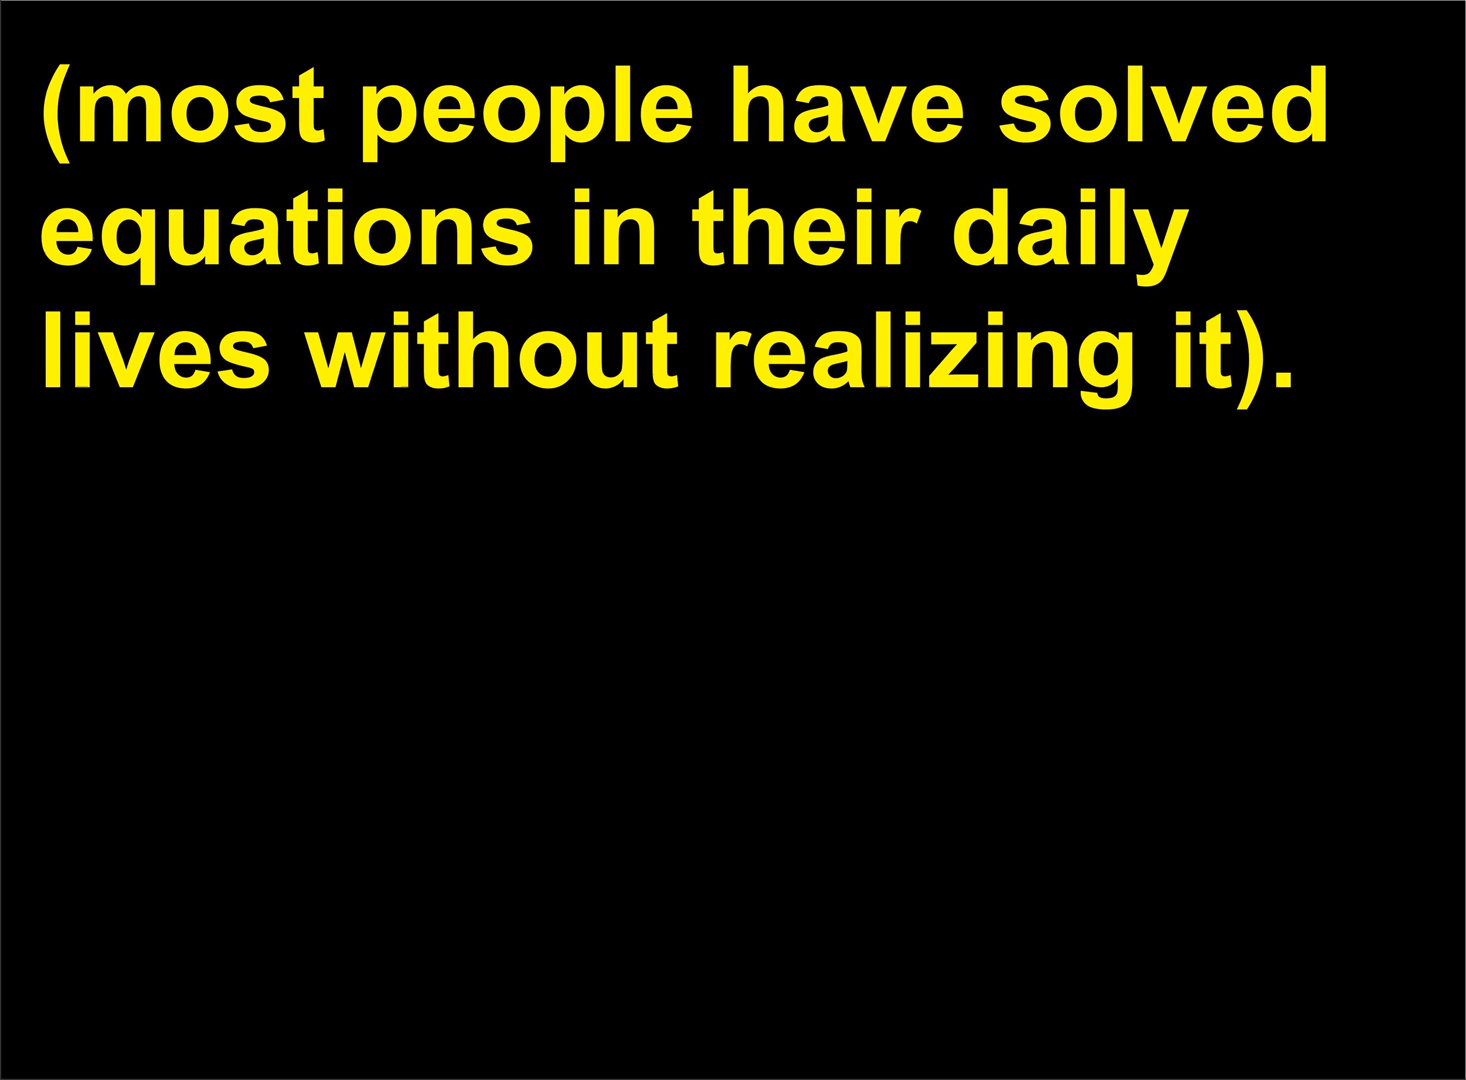 (most people have solved
equations in their daily
lives without realizing it).